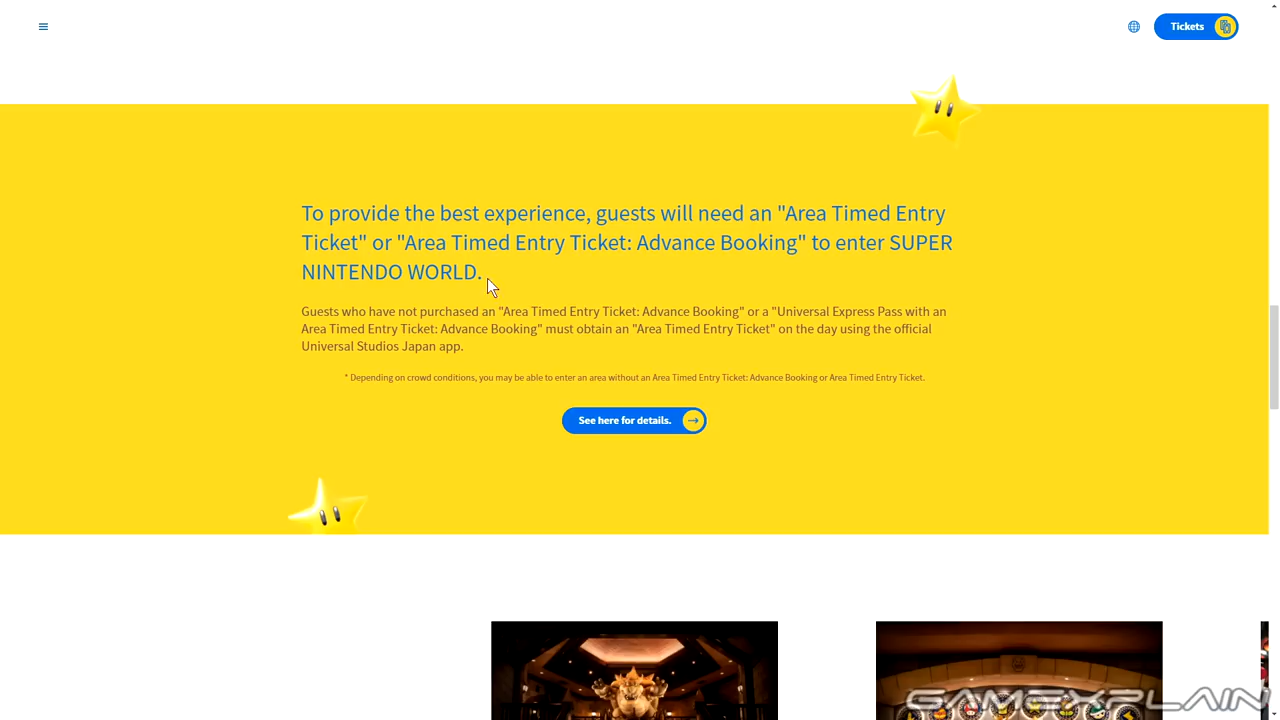 Tickets
To provide the best experience, guests will need an "Area Timed Entry
Ticket" or "Area Timed Entry Ticket: Advance Booking" to enter SUPER
NINTENDO WORLD.
Guests who have not purchased an "Area Timed Entry Ticket: Advance Booking" or a "Universal Express Pass with an
Area Timed Entry Ticket: Advance Booking" must obtain an "Area Timed Entry Ticket" on the day using the official
Universal Studios Japan app.
* Depending on crowd conditions, you may be able to enter an area without an Area Timed Entry Ticket: Advance Booking or Area Timed Entry Ticket.
See here for details.
GAMEXPLAIN